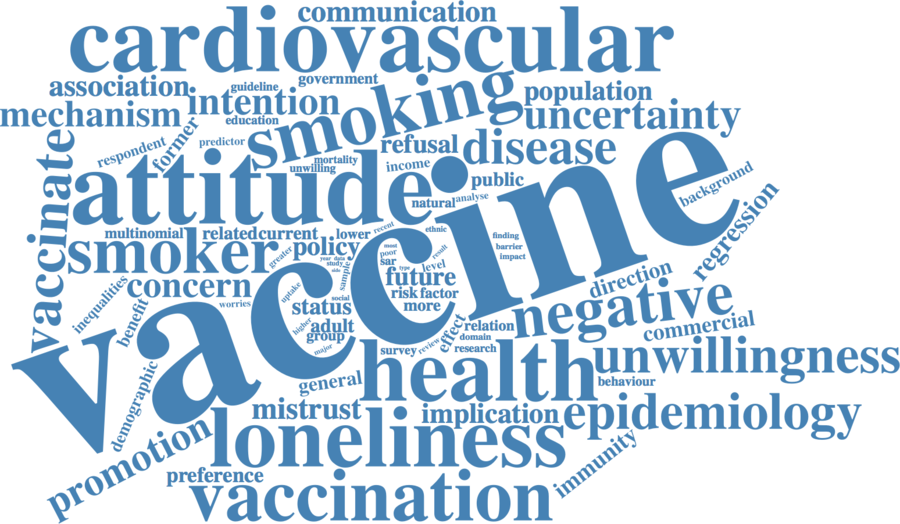 communication
cardiovascular
association
guideline
government
mechanism
intention
education
smoking
population
uncertainty
respondent
former
predictor
refusal
disease
mortality
unwilling
income
vaccinate
attitude
public
natural
analyse
background
multinomial
related
current
lower
recent
ethnic
smoker
greater
policy
vaccine
finding
barrier
impact
regression
most
poor
sar
type
result
level
year
data
study
side
sample
future
concern
risk
factor
more
direction
inequalities
benefit
worries
uptake
social
status
higher
adult
group
major
negative
commercial
effect
relation
domain
research
survey
review
health
unwillingness
behaviour
general
demographic
mistrust
implication
epidemiology
promotion
loneliness
preference
immunity
vaccination